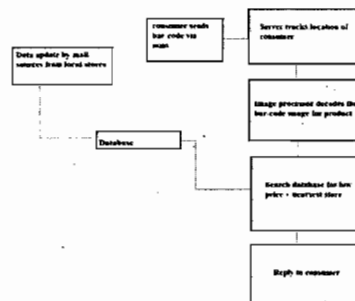 consumer sends
bar code via
mms
Server tracks location of
consumer
Data update by mail
sources from local stores
Image processor decodes the
bar-code image for product
Database
Search database for low
price + nearest store
Reply to consumer